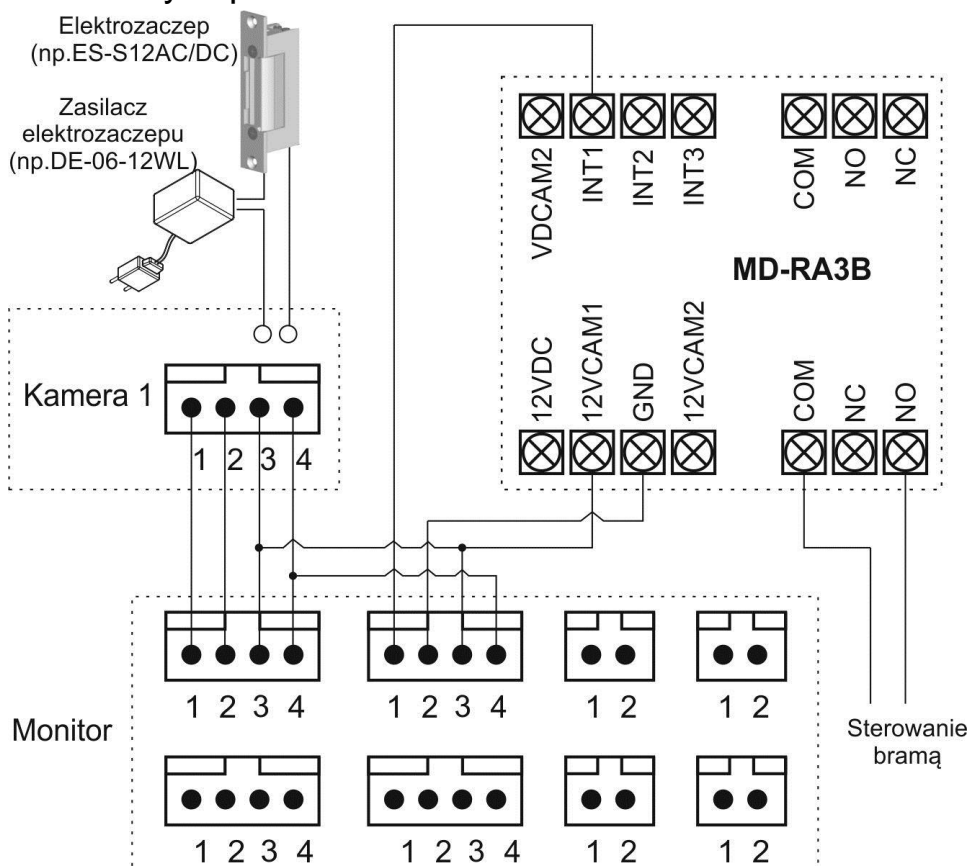 Elektrozaczep
(np.ES-S12AC/DC)
Zasilacz
elektrozaczepu
(np.DE-06-12WL)
VDCAM2
INT1
INT2
INT3
COM
NO
NC
MD-RA3B
12VDC
12VCAM1
GND
12VCAM2
COM
NC
NO
Kamera 1
1 2 3 4
Monitor
1 2 3 4
1 2 3 4
1 2
1 2
Sterowanie
bramą
1 2 3 4
1 2 3 4
1 2
1 2